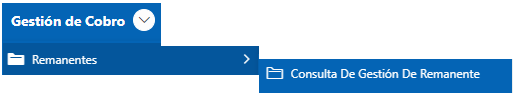 Gestión de Cobro
Remanentes
Consulta De Gestión De Remanente